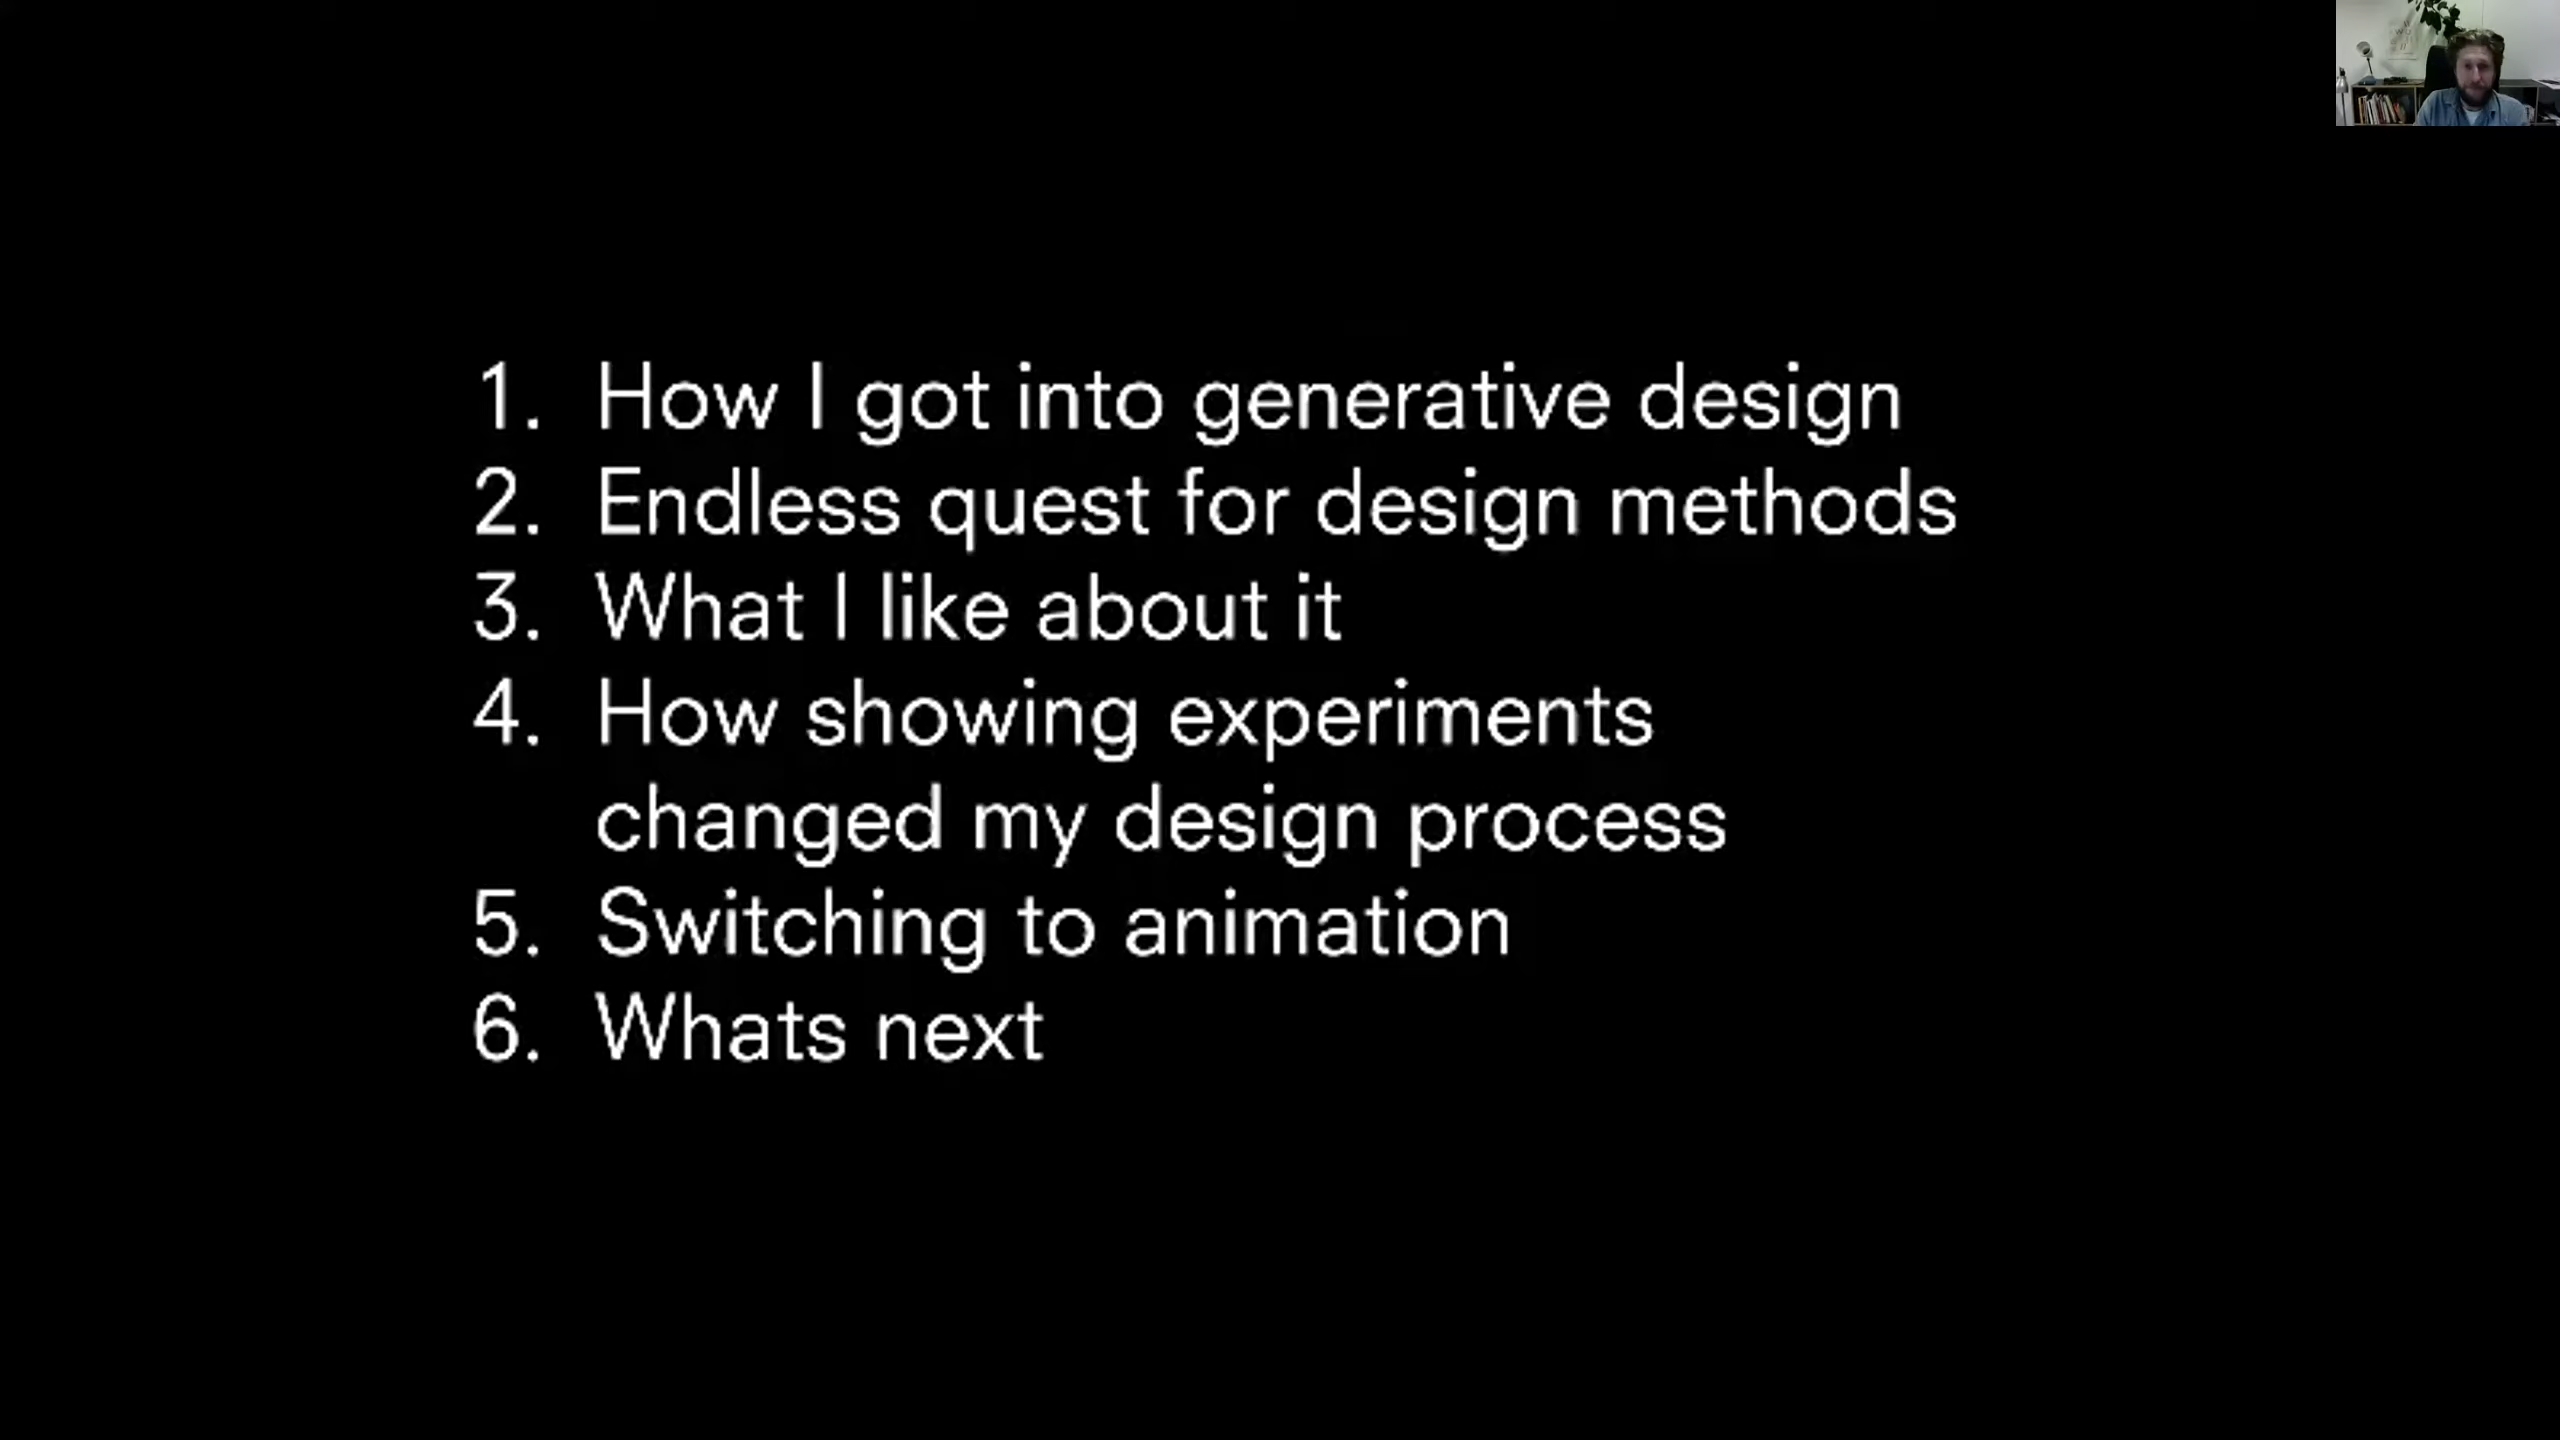 1. How I got into generative design
2. Endless quest for design methods
3. What I like about it
4. How showing experiments
changed my design process
5. Switching to animation
6. Whats next